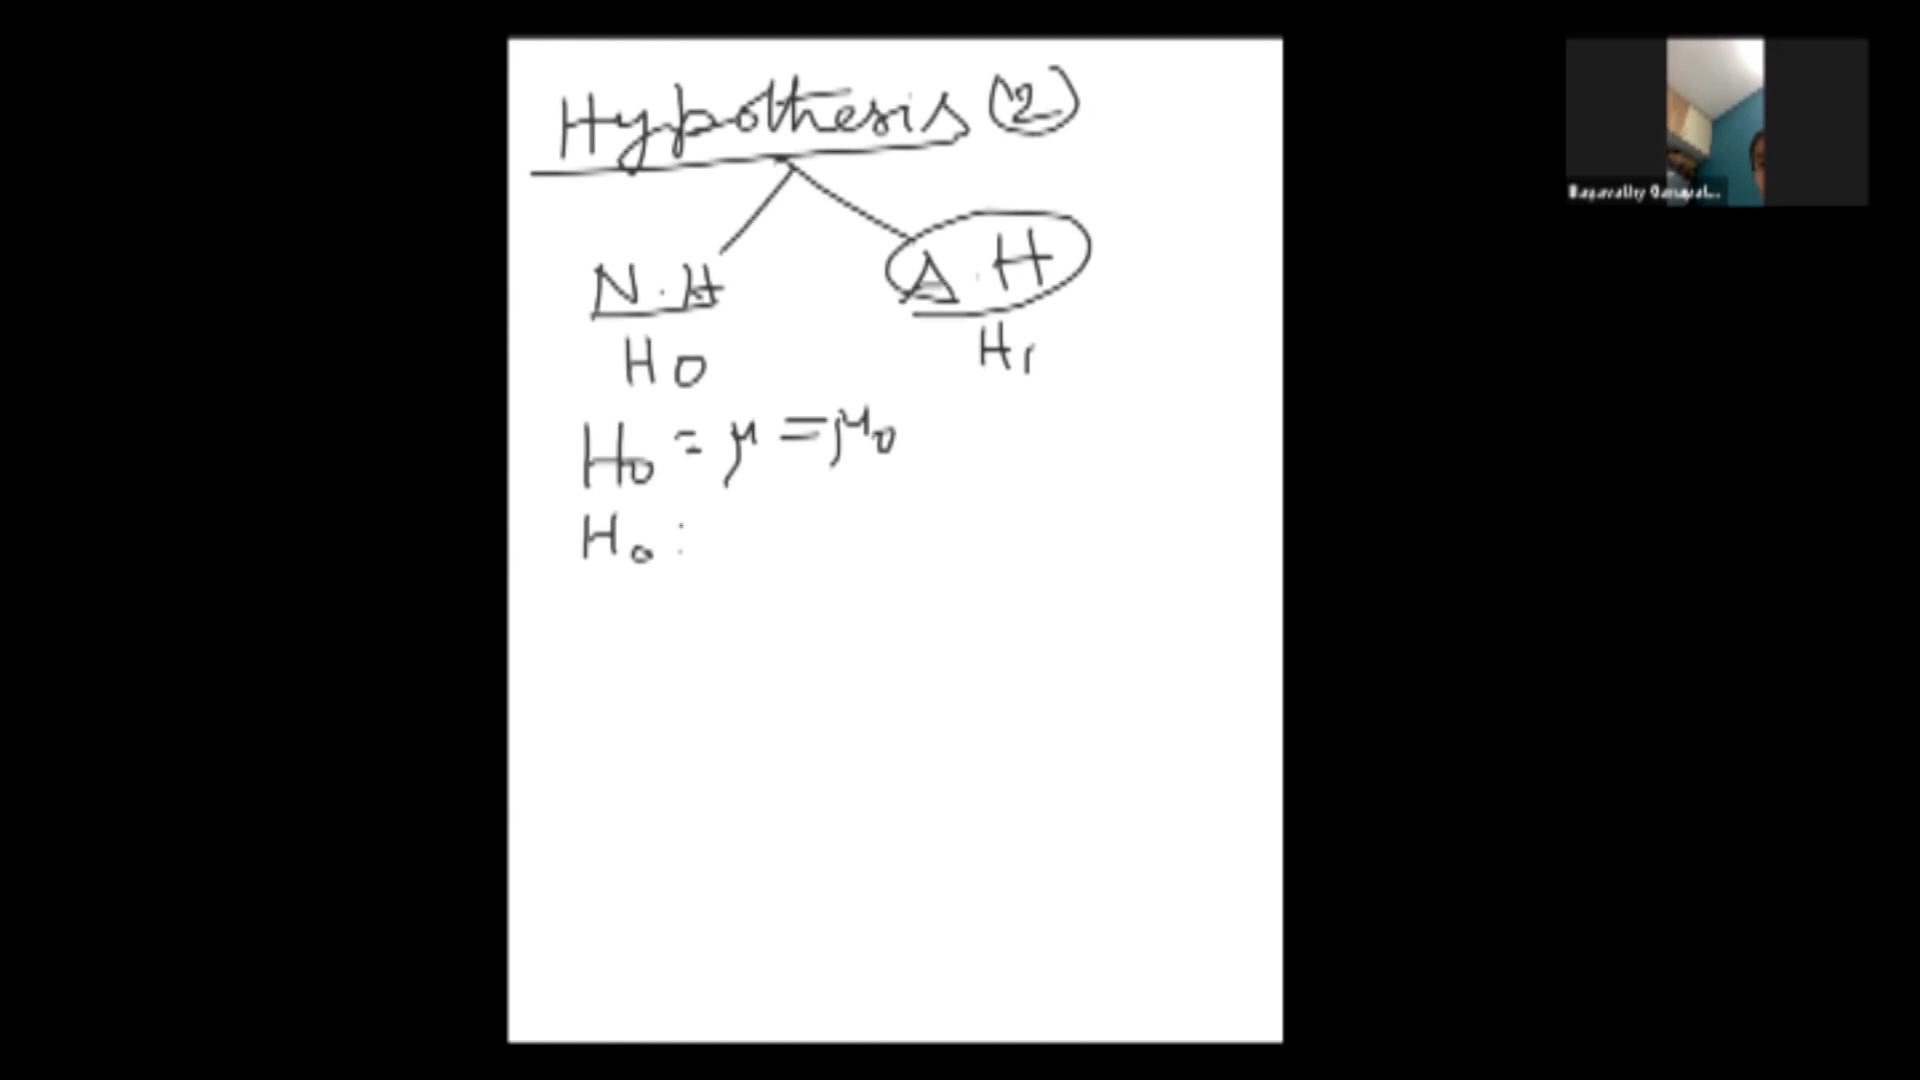 Hypothesis (2)
N.H A.H
H0 H1
H0 = μ = μ0
H0 :